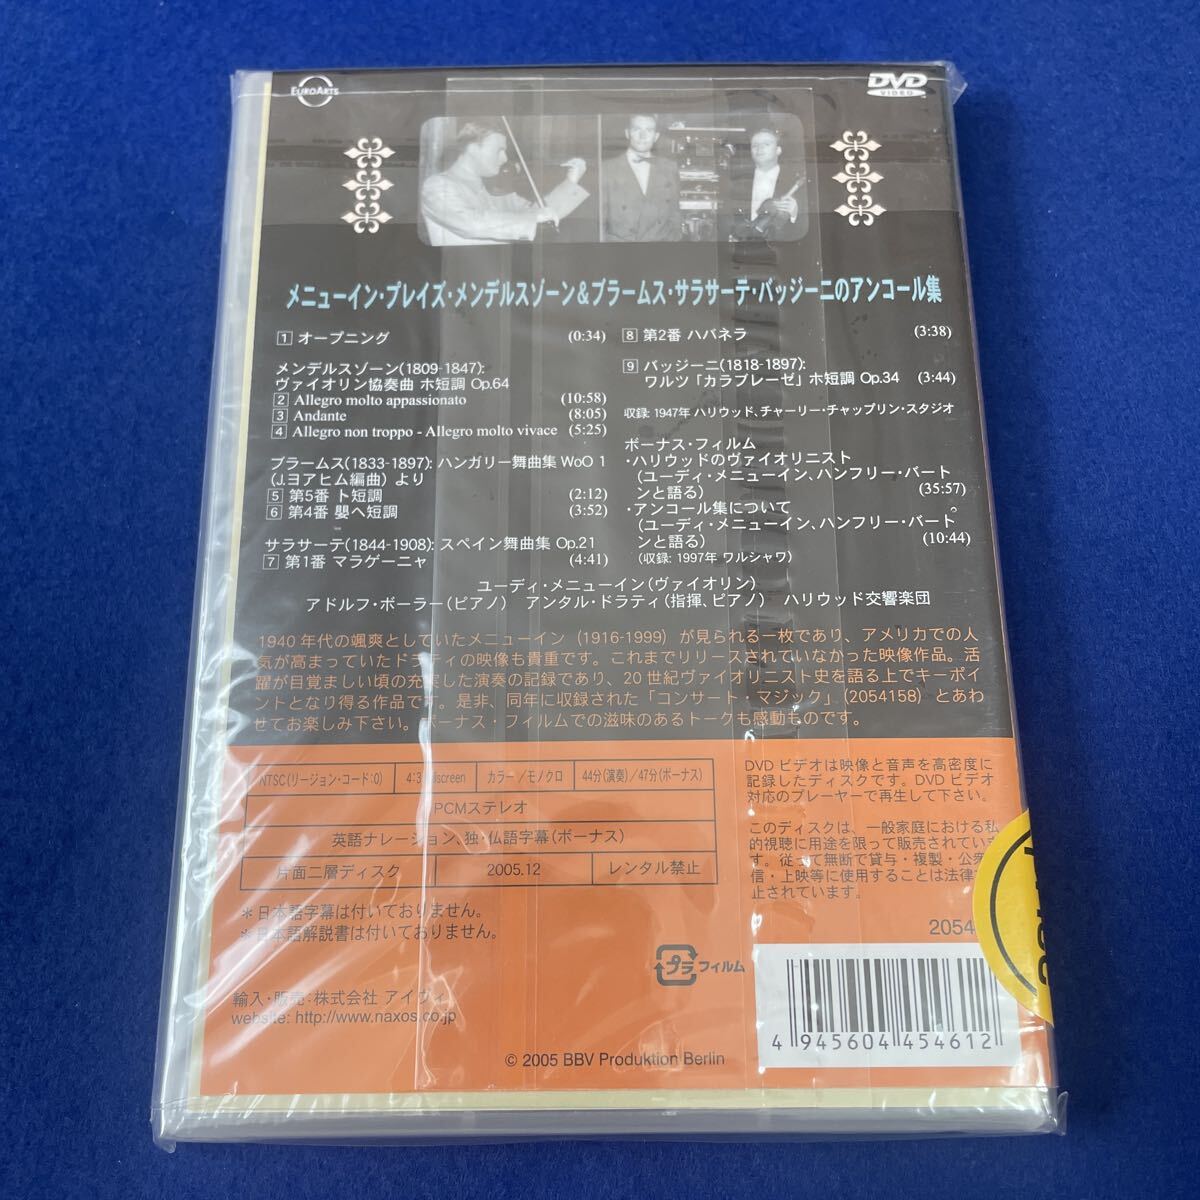 EUROARTS
DVD
VIDEO
メニューイン・プレイズ・メンデルスゾーン&ブラームス・サラサーテ・バッジーニのアンコール集
1 オープニング (0:34)
メンデルスゾーン(1809-1847):
ヴァイオリン協奏曲 ホ短調 Op.64
2 Allegro molto appassionato (10:58)
3 Andante (8:05)
4 Allegro non troppo - Allegro molto vivace (5:25)
ブラームス(1833-1897): ハンガリー舞曲集 WoO 1
(J.ヨアヒム編曲) より
5 第5番 ト短調 (2:12)
6 第4番 嬰ヘ短調 (3:52)
サラサーテ(1844-1908): スペイン舞曲集 Op.21
7 第1番 マラゲーニャ (4:41)
8 第2番 ハバネラ (3:38)
9 バッジーニ(1818-1897):
ワルツ「カラブレーゼ」ホ短調 Op.34 (3:44)
収録: 1947年 ハリウッド、チャーリー・チャップリン・スタジオ
ボーナス・フィルム
・ハリウッドのヴァイオリニスト
(ユーディ・メニューイン、ハンフリー・バート
ンと語る) (35:57)
・アンコール集について
(ユーディ・メニューイン、ハンフリー・バート
ンと語る) (10:44)
(収録: 1997年 ワルシャワ)
ユーディ・メニューイン(ヴァイオリン)
アドルフ・ボーラー(ピアノ) アンタル・ドラティ(指揮、ピアノ) ハリウッド交響楽団
1940年代の颯爽としていたメニューイン (1916-1999) が見られる一枚であり、アメリカでの人
気が高まっていたドラティの映像も貴重です。これまでリリースされていなかった映像作品。活
躍が目覚ましい頃の充実した演奏の記録であり、20世紀ヴァイオリニスト史を語る上でキーポイ
ントとなり得る作品です。是非、同年に収録された「コンサート・マジック」(2054158) とあわ
せてお楽しみ下さい。ボーナス・フィルムでの滋味のあるトークも感動ものです。
NTSC(リージョン・コード:0) 4:3 カラー/モノクロ 44分(演奏)/47分(ボーナス)
PCMステレオ
英語ナレーション、独・仏語字幕(ボーナス)
片面二層ディスク 2005.12 レンタル禁止
＊日本語字幕は付いておりません。
＊日本語解説書は付いておりません。
DVDビデオは映像と音声を高密度に
記録したディスクです。DVDビデオ
対応のプレーヤーで再生して下さい。
このディスクは、一般家庭における私
的視聴に用途を限って販売されていま
す。従って無断で貸与・複製・公衆
信・上映等に使用することは法律
止されています。
2054
プラ フィルム
輸入・販売: 株式会社 アイヴィ
website: http://www.naxos.co.jp
© 2005 BBV Produktion Berlin
4 945604 454612